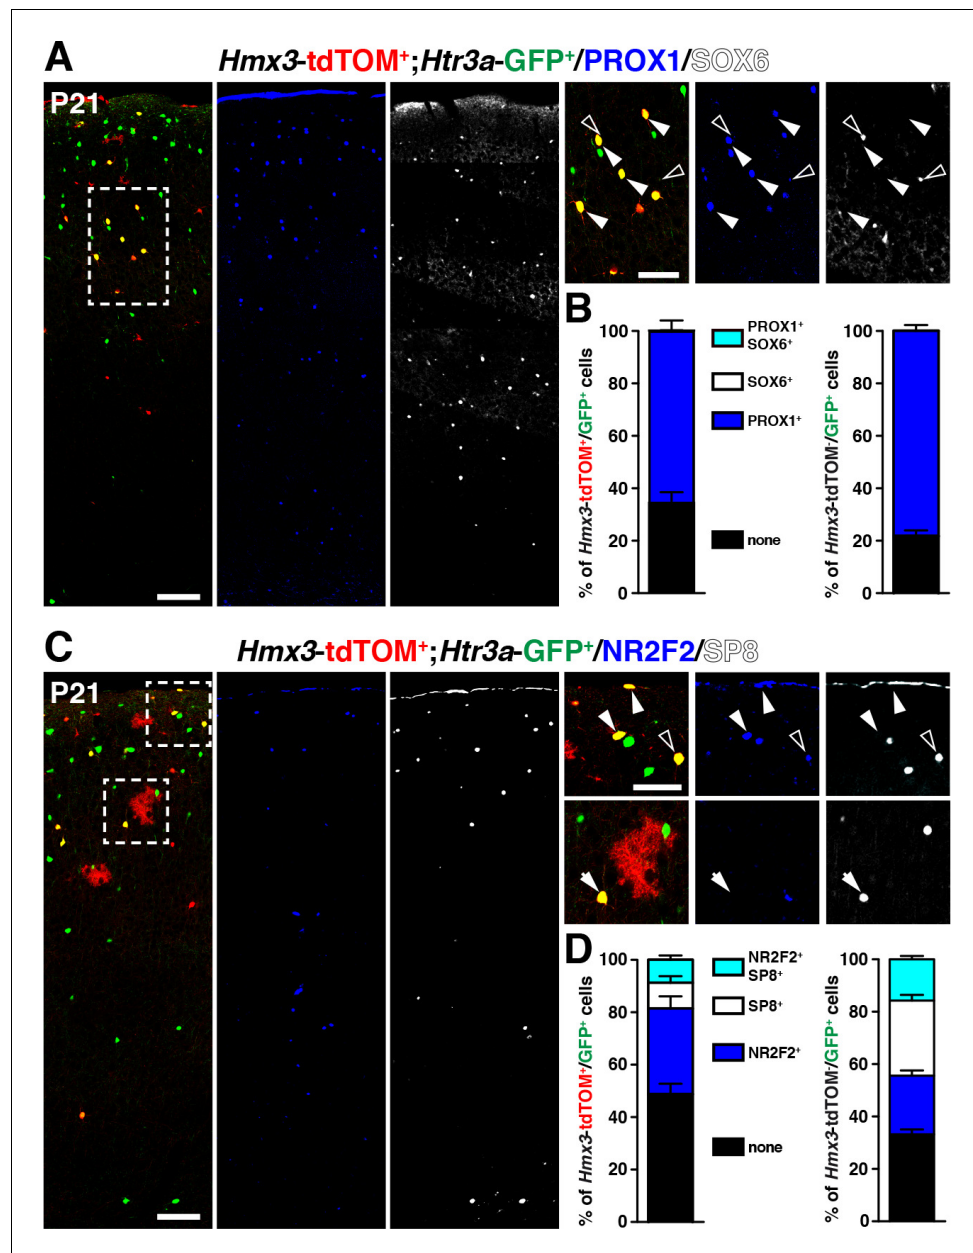 A
Hmx3-tdTOM⁺;Htr3a-GFP⁺/PROX1/SOX6
P21
B
% of Hmx3-tdTOM⁺/GFP⁺ cells
100
80
60
40
20
0
PROX1⁺
SOX6⁺
SOX6⁺
PROX1⁺
none
% of Hmx3-tdTOM⁻/GFP⁺ cells
100
80
60
40
20
0
C
Hmx3-tdTOM⁺;Htr3a-GFP⁺/NR2F2/SP8
P21
D
% of Hmx3-tdTOM⁺/GFP⁺ cells
100
80
60
40
20
0
NR2F2⁺
SP8⁺
SP8⁺
NR2F2⁺
none
% of Hmx3-tdTOM⁻/GFP⁺ cells
100
80
60
40
20
0